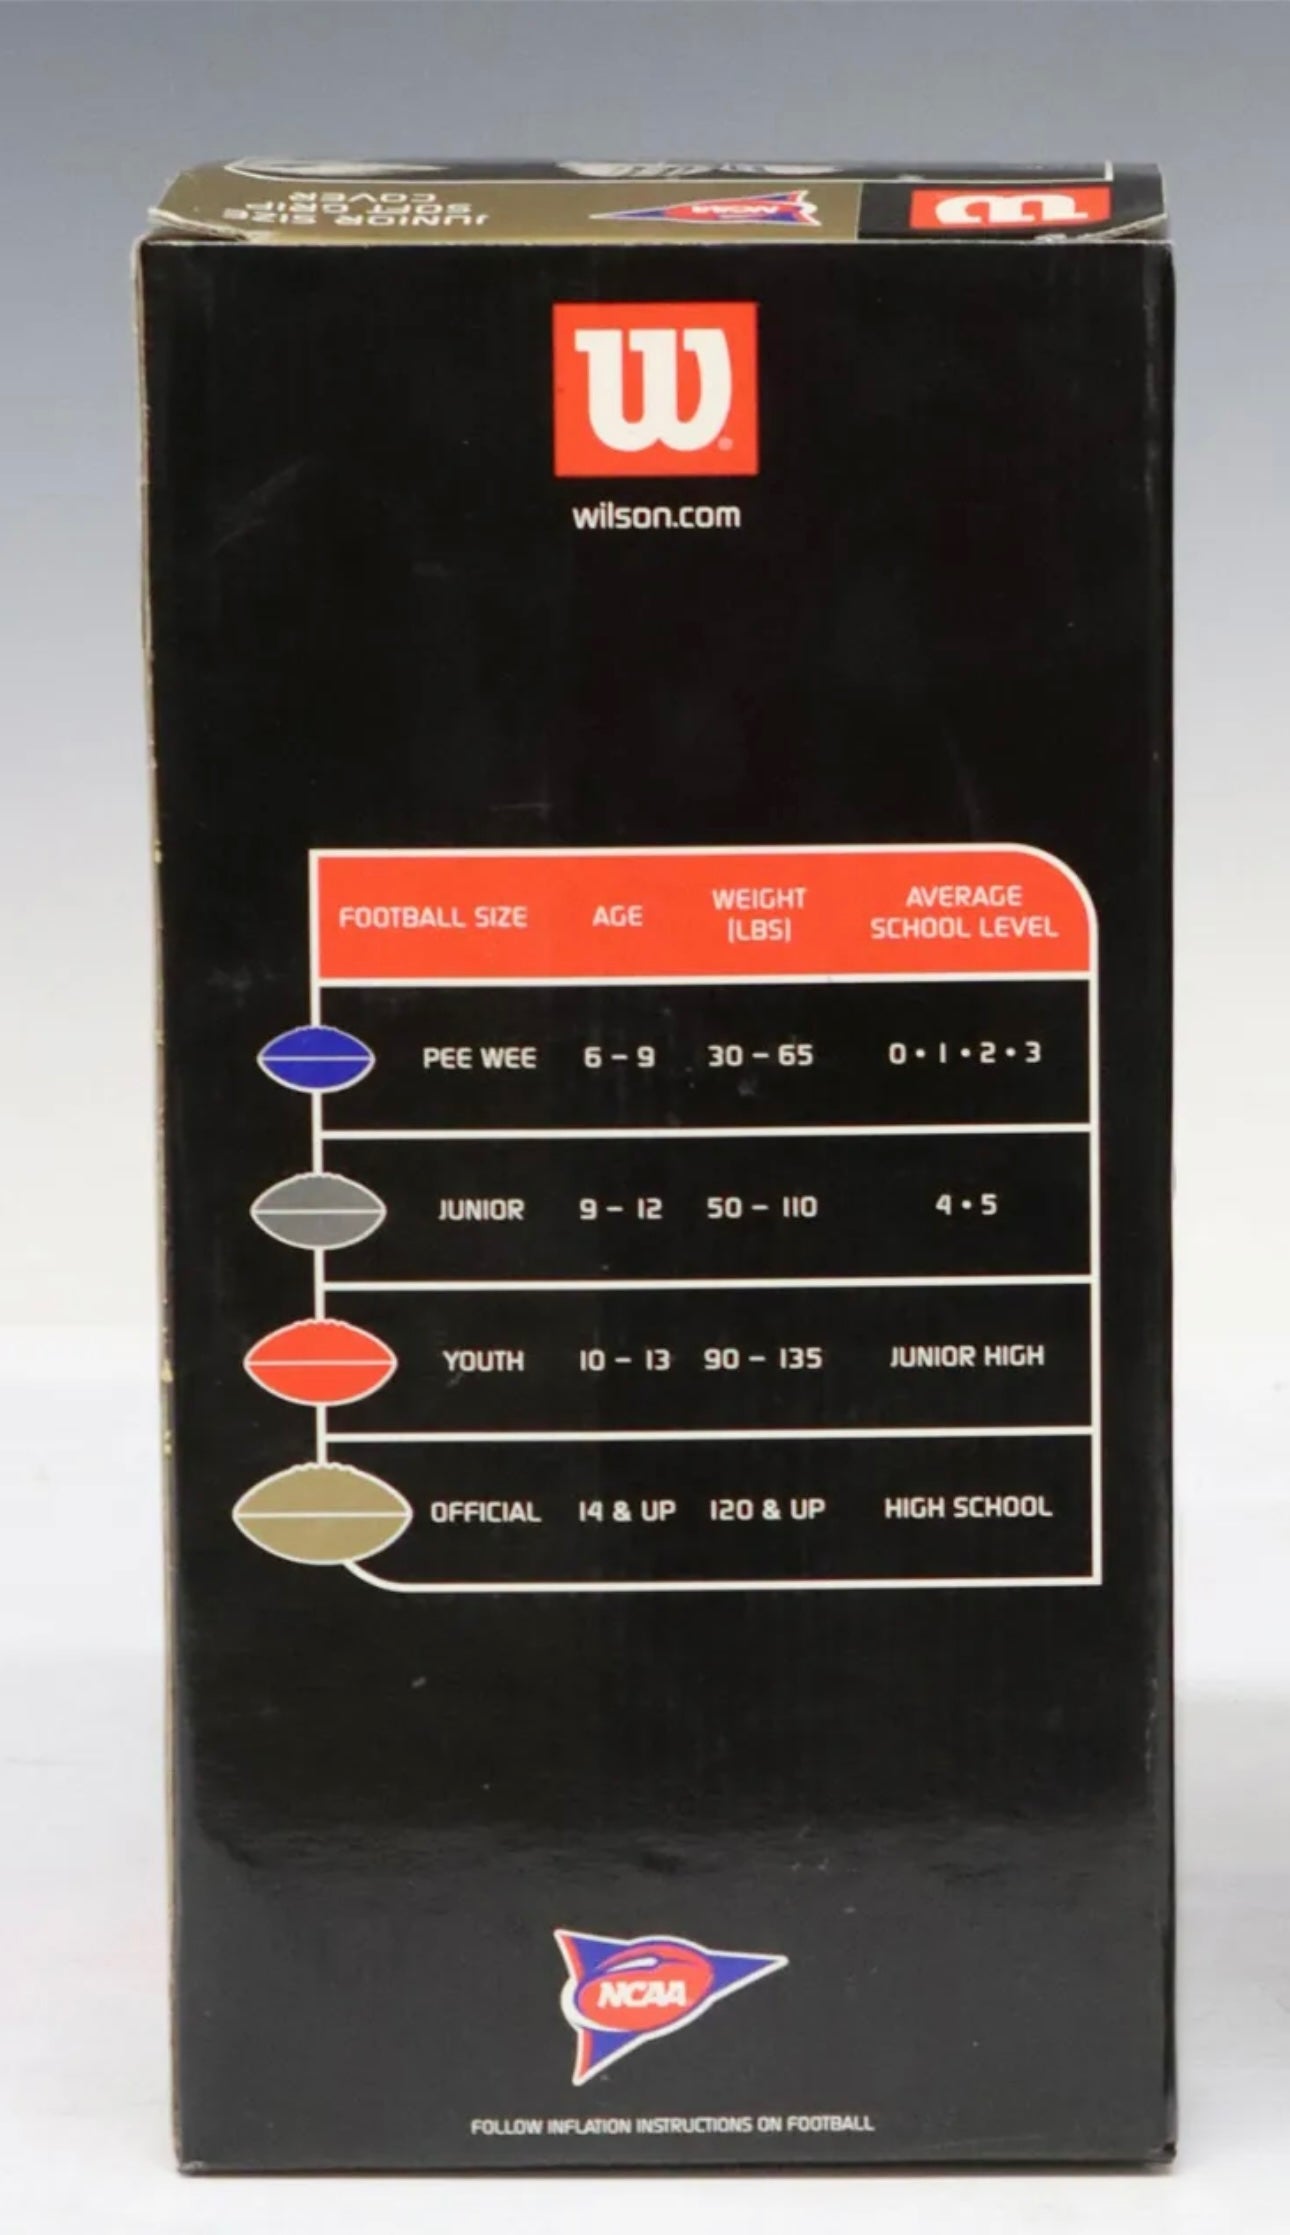 JUNIOR SIZE
SOFT GRIP
COVER
NCAA
W
W
wilson.com
FOOTBALL SIZE AGE WEIGHT (LBS) AVERAGE SCHOOL LEVEL
PEE WEE 6 – 9 30 – 65 0 • 1 • 2 • 3
JUNIOR 9 – 12 50 – 110 4 • 5
YOUTH 10 – 13 90 – 135 JUNIOR HIGH
OFFICIAL 14 & UP 120 & UP HIGH SCHOOL
NCAA
FOLLOW INFLATION INSTRUCTIONS ON FOOTBALL